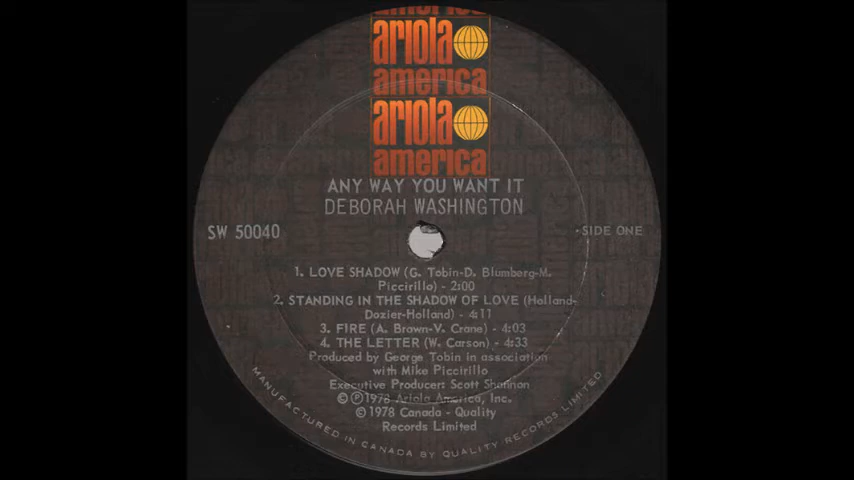 ariola
america
ariola
america
ANY WAY YOU WANT IT
DEBORAH WASHINGTON
SW 50040
•SIDE ONE
1. LOVE SHADOW (G. Tobin-D. Blumberg-M.
Piccirillo) - 2:00
2. STANDING IN THE SHADOW OF LOVE (Holland-
Dozier-Holland) - 4:11
3. FIRE (A. Brown-V. Crane) - 4:03
4. THE LETTER (W. Carson) - 4:33
Produced by George Tobin in association
with Mike Piccirillo
Executive Producer: Scott Shannon
© ℗ 1978 Ariola America, Inc.
© 1978 Canada - Quality
Records Limited
MANUFACTURED IN CANADA BY QUALITY RECORDS LIMITED